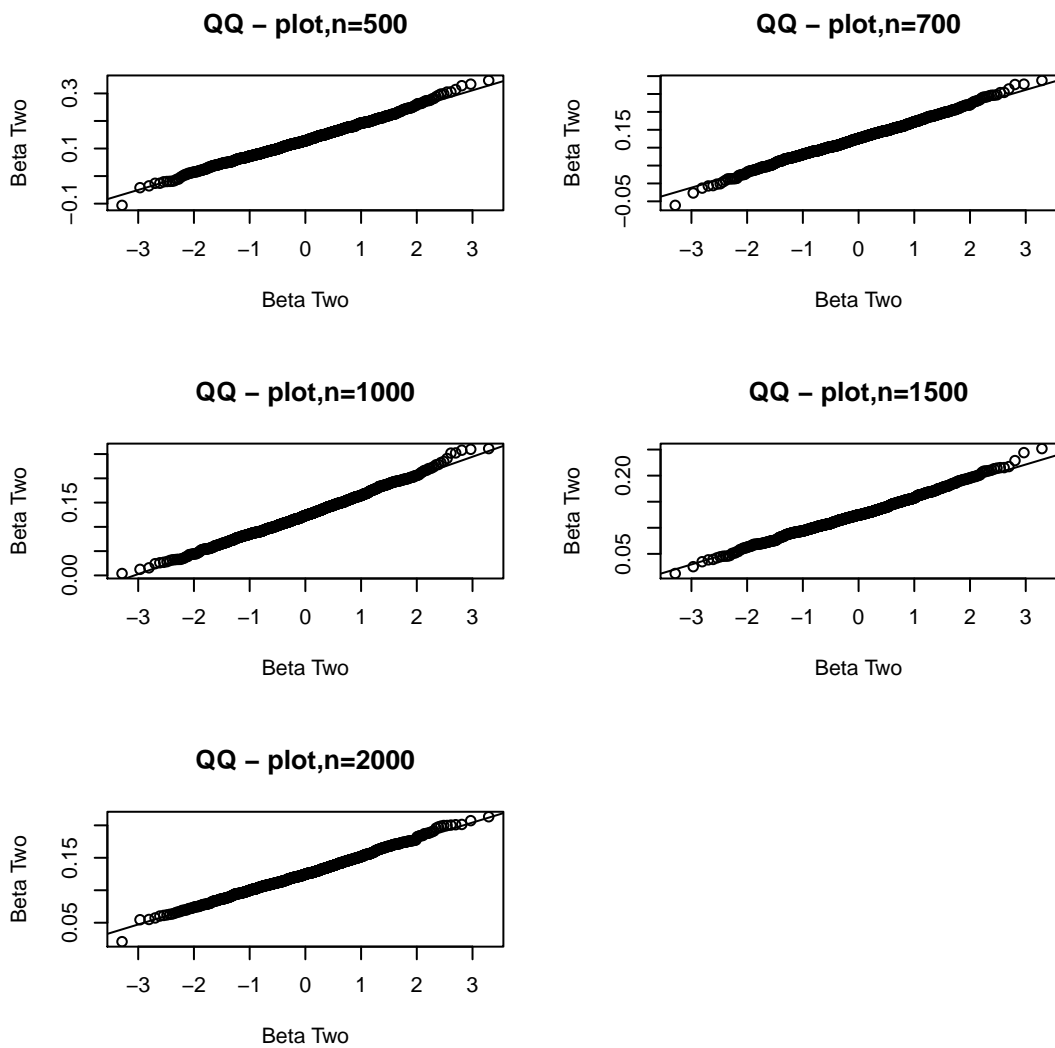 QQ − plot,n=500
Beta Two
−0.1 0.1 0.3
−3 −2 −1 0 1 2 3
Beta Two
QQ − plot,n=700
Beta Two
−0.05 0.15
−3 −2 −1 0 1 2 3
Beta Two
QQ − plot,n=1000
Beta Two
0.00 0.15
−3 −2 −1 0 1 2 3
Beta Two
QQ − plot,n=1500
Beta Two
0.05 0.20
−3 −2 −1 0 1 2 3
Beta Two
QQ − plot,n=2000
Beta Two
0.05 0.15
−3 −2 −1 0 1 2 3
Beta Two